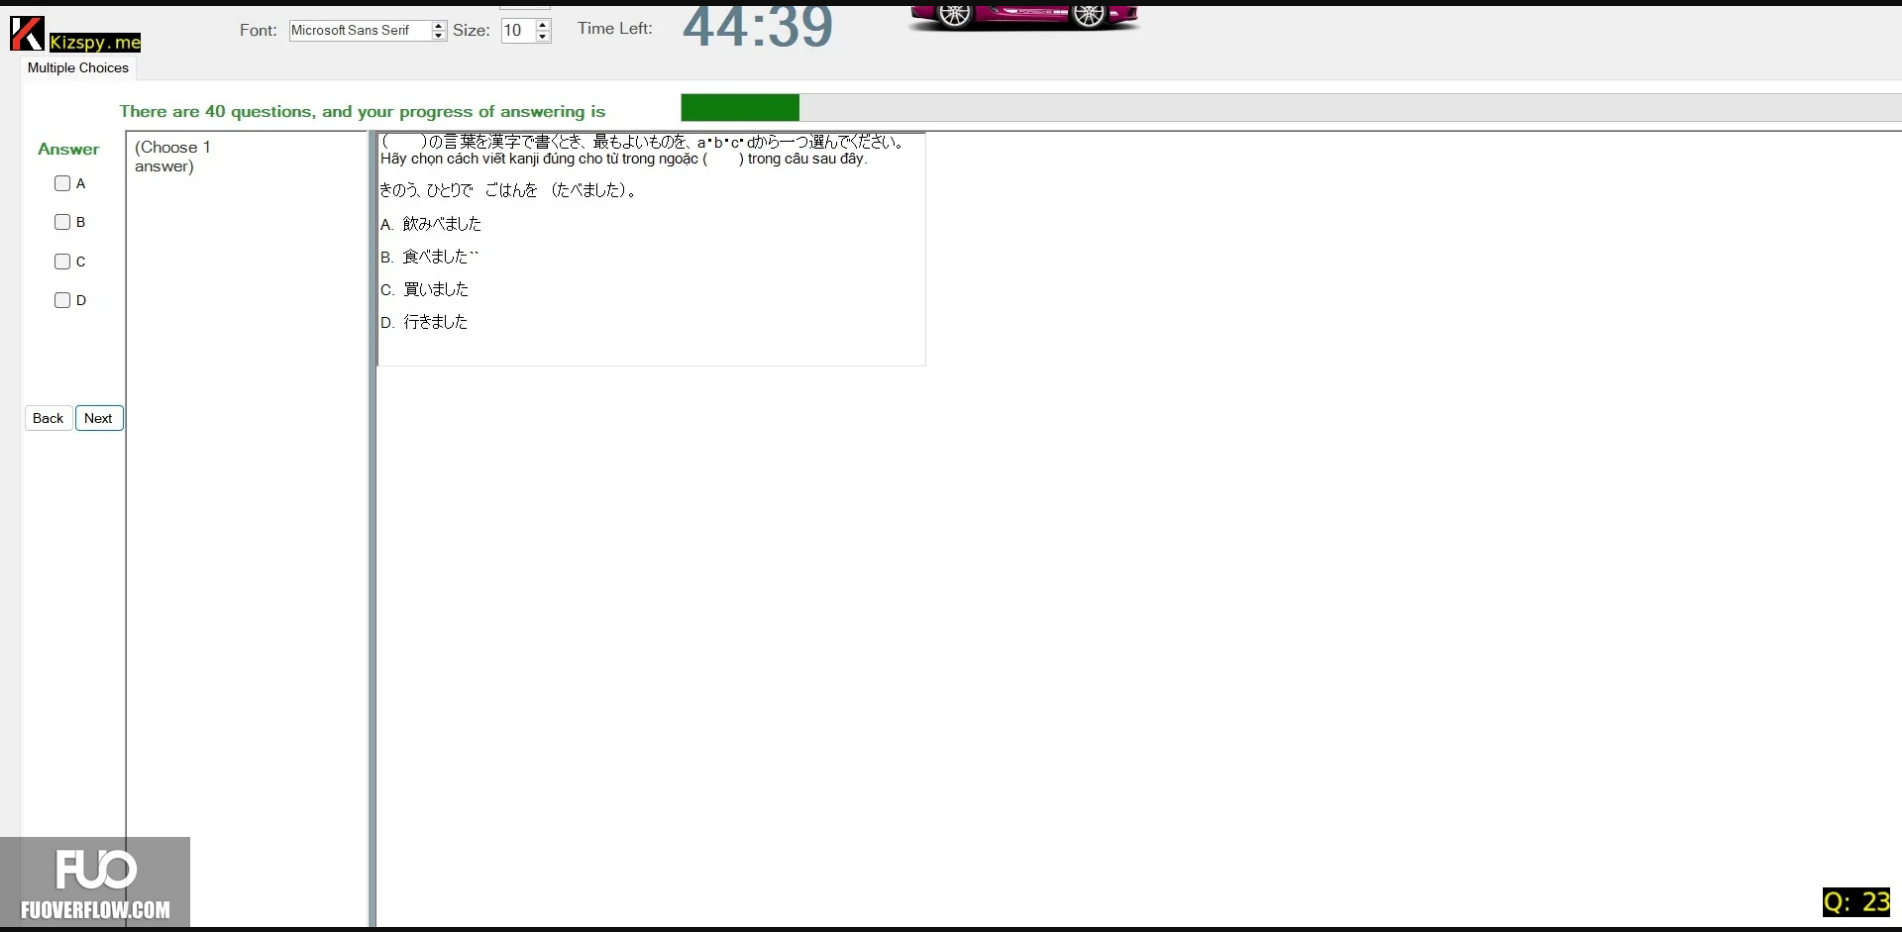 Kizspy.me
Font: Microsoft Sans Serif Size: 10 Time Left: 44:39
Multiple Choices
There are 40 questions, and your progress of answering is
Answer
A
B
C
D
Back Next
(Choose 1
answer)
(　　)の言葉を漢字で書くとき、最もよいものを、a・b・c・dから一つ選んでください。
Hãy chọn cách viết kanji đúng cho từ trong ngoặc (　　) trong câu sau đây.
きのう、ひとりで　ごはんを　（たべました）。
A. 飲みべました
B. 食べました``
C. 買いました
D. 行きました
FUO
FUOVERFLOW.COM
Q: 23